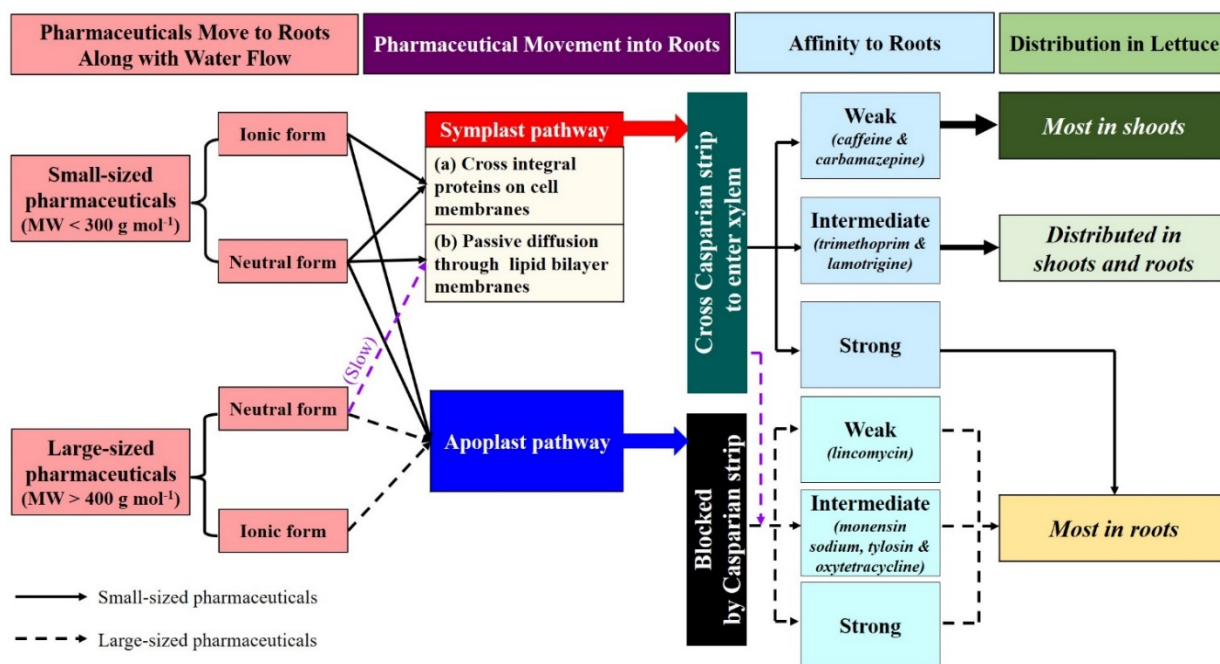 Pharmaceuticals Move to Roots
Along with Water Flow
Pharmaceutical Movement into Roots
Affinity to Roots
Distribution in Lettuce
Small-sized
pharmaceuticals
(MW < 300 g mol⁻¹)
Ionic form
Neutral form
Large-sized
pharmaceuticals
(MW > 400 g mol⁻¹)
Neutral form
Ionic form
(Slow)
Symplast pathway
(a) Cross integral
proteins on cell
membranes
(b) Passive diffusion
through lipid bilayer
membranes
Apoplast pathway
Cross Casparian strip
to enter xylem
Blocked
by Casparian strip
Weak
(caffeine &
carbamazepine)
Intermediate
(trimethoprim &
lamotrigine)
Strong
Weak
(lincomycin)
Intermediate
(monensin
sodium, tylosin &
oxytetracycline)
Strong
Most in shoots
Distributed in
shoots and roots
Most in roots
Small-sized pharmaceuticals
Large-sized pharmaceuticals